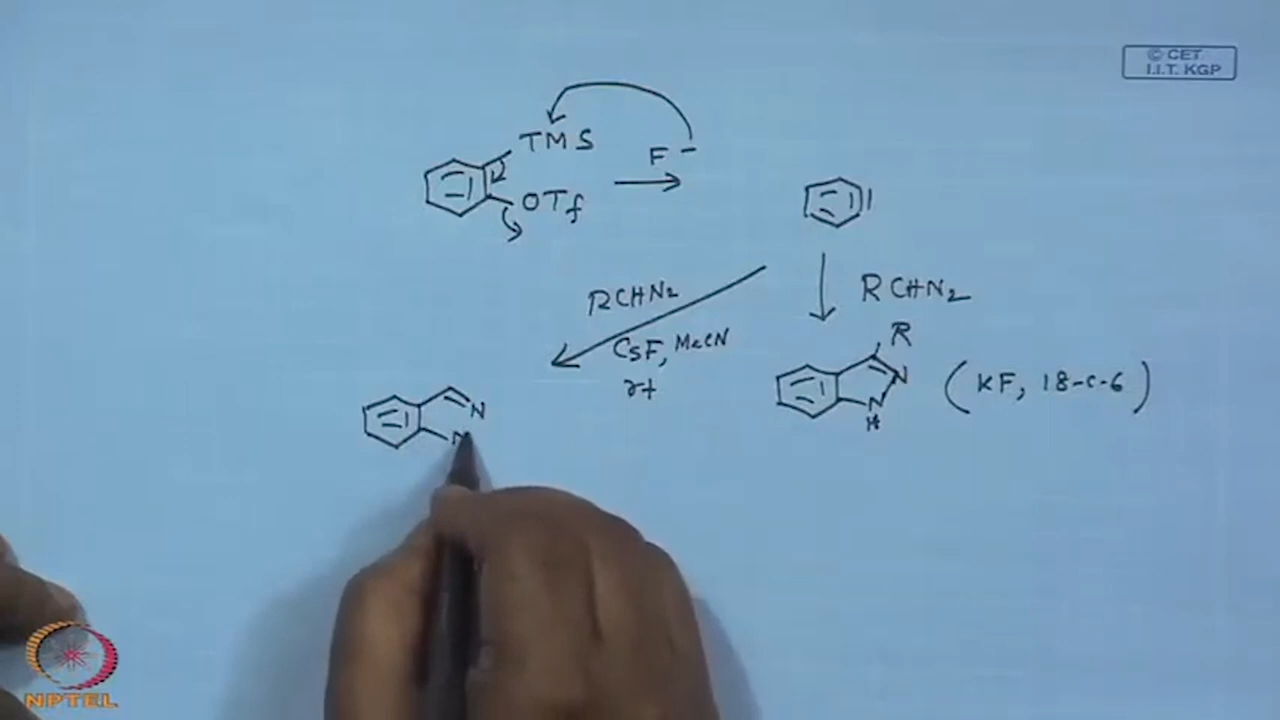 © CET
I.I.T. KGP
TMS
F –
OTf
RCHN2
RCHN2
CsF, MeCN
rt
R
N
N
H
(KF, 18-c-6)
N
N
NPTEL